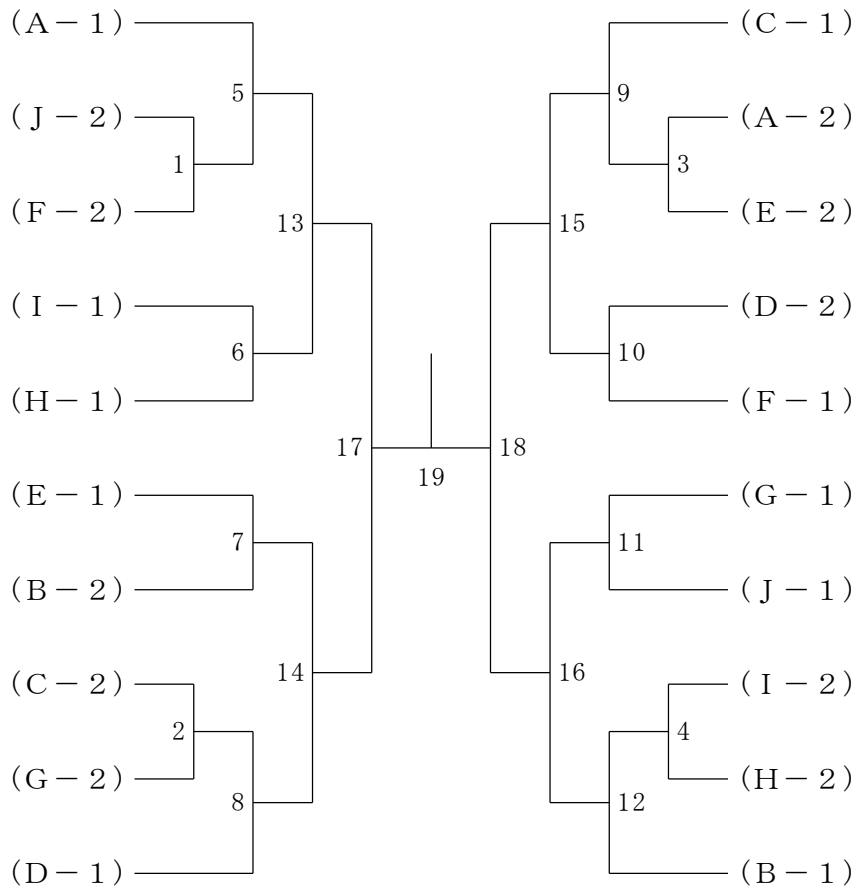 （Ａ－１） （Ｃ－１）
5 9
（Ｊ－２） （Ａ－２）
1 3
（Ｆ－２） （Ｅ－２）
13 15
（Ｉ－１） （Ｄ－２）
6 10
（Ｈ－１） （Ｆ－１）
17 18
19
（Ｅ－１） （Ｇ－１）
7 11
（Ｂ－２） （Ｊ－１）
14 16
（Ｃ－２） （Ｉ－２）
2 4
（Ｇ－２） （Ｈ－２）
8 12
（Ｄ－１） （Ｂ－１）